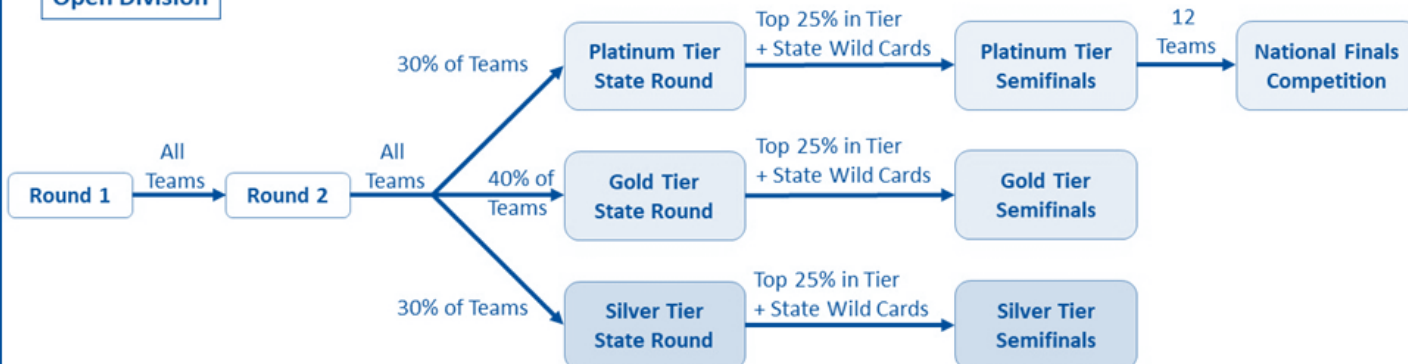 Open Division
Top 25% in Tier
+ State Wild Cards
12
Teams
30% of Teams
Platinum Tier
State Round
Platinum Tier
Semifinals
National Finals
Competition
All
Teams
All
Teams
Top 25% in Tier
+ State Wild Cards
Round 1
Round 2
40% of
Teams
Gold Tier
State Round
Gold Tier
Semifinals
30% of Teams
Top 25% in Tier
+ State Wild Cards
Silver Tier
State Round
Silver Tier
Semifinals